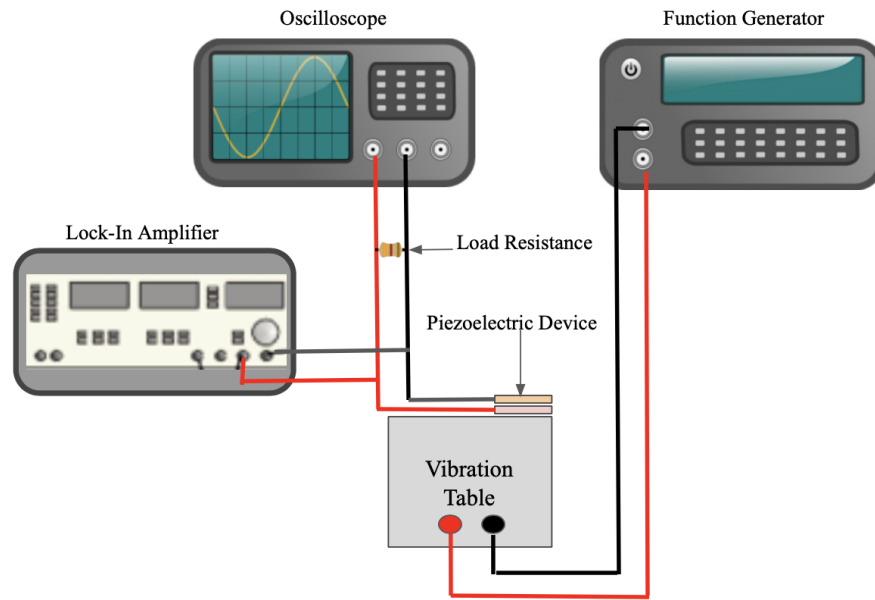 Oscilloscope
Function Generator
Lock-In Amplifier
Load Resistance
Piezoelectric Device
Vibration
Table